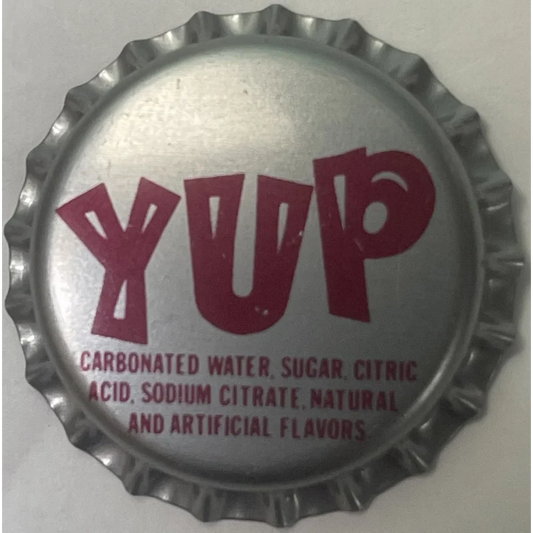 YUP
CARBONATED WATER, SUGAR, CITRIC
ACID, SODIUM CITRATE, NATURAL
AND ARTIFICIAL FLAVORS.